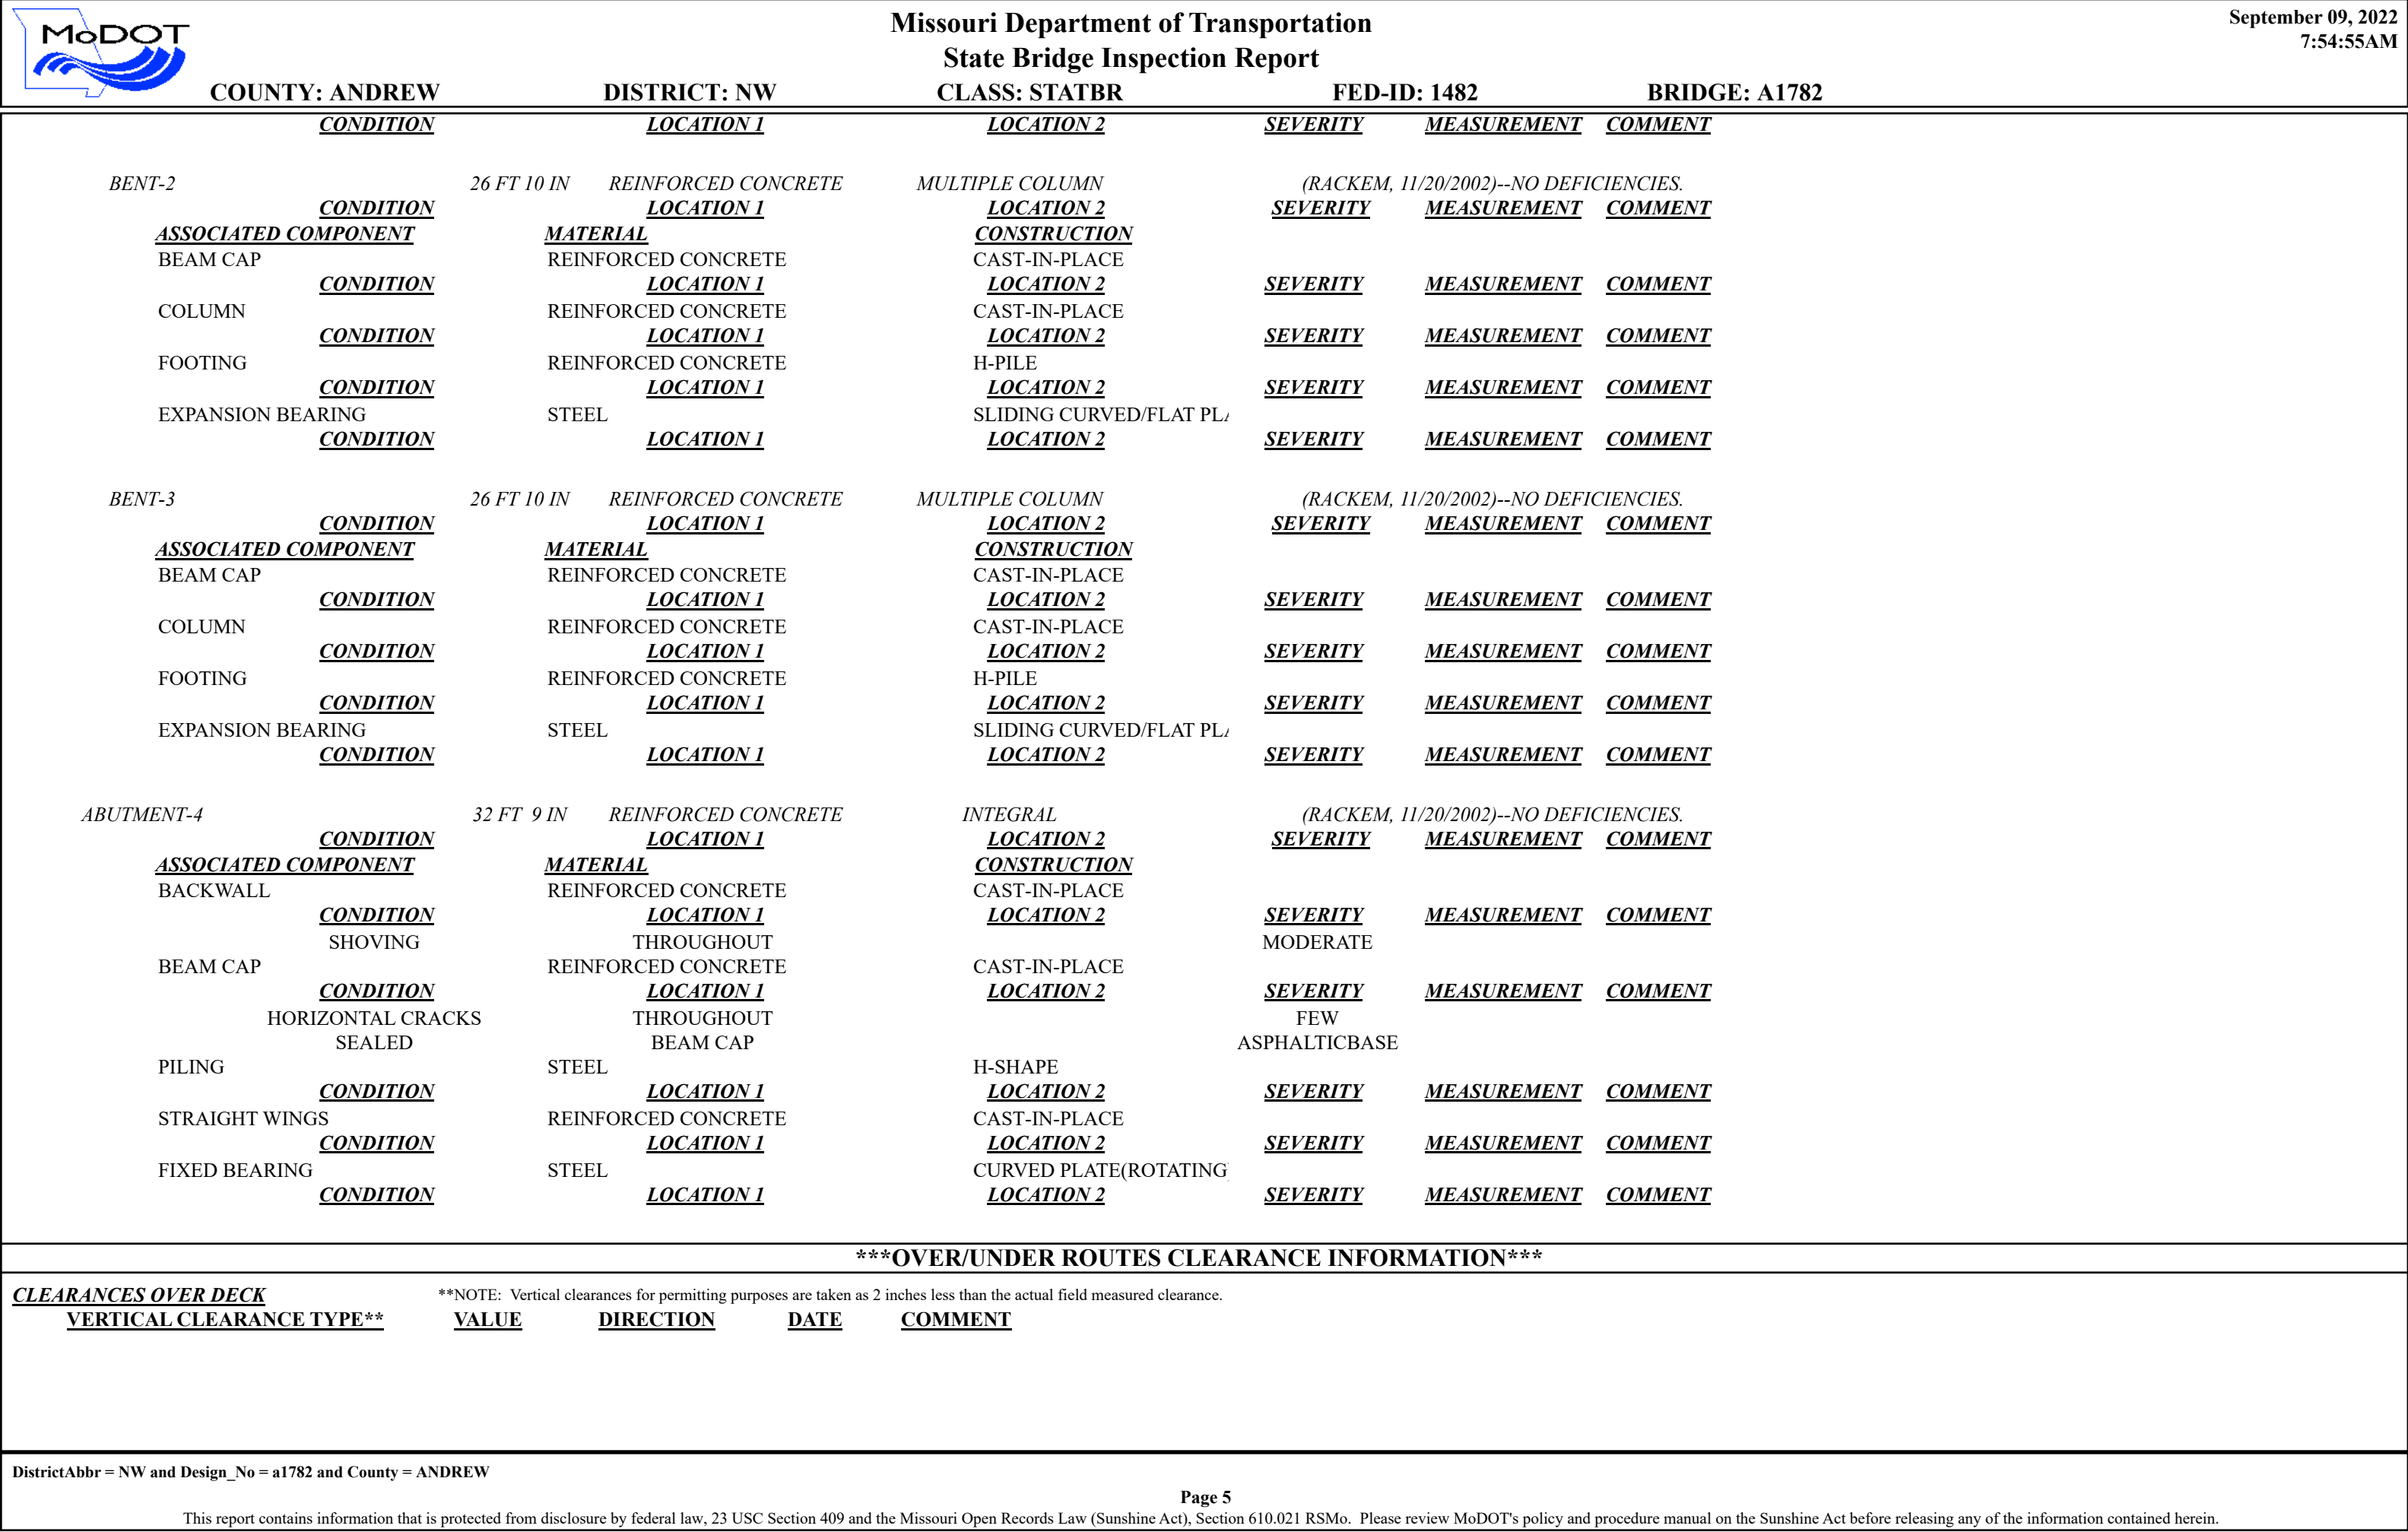 MoDOT
Missouri Department of Transportation
State Bridge Inspection Report
September 09, 2022
7:54:55AM
COUNTY: ANDREW DISTRICT: NW CLASS: STATBR FED-ID: 1482 BRIDGE: A1782
CONDITION LOCATION 1 LOCATION 2 SEVERITY MEASUREMENT COMMENT
BENT-2 26 FT 10 IN REINFORCED CONCRETE MULTIPLE COLUMN (RACKEM, 11/20/2002)--NO DEFICIENCIES.
CONDITION LOCATION 1 LOCATION 2 SEVERITY MEASUREMENT COMMENT
ASSOCIATED COMPONENT MATERIAL CONSTRUCTION
BEAM CAP REINFORCED CONCRETE CAST-IN-PLACE
CONDITION LOCATION 1 LOCATION 2 SEVERITY MEASUREMENT COMMENT
COLUMN REINFORCED CONCRETE CAST-IN-PLACE
CONDITION LOCATION 1 LOCATION 2 SEVERITY MEASUREMENT COMMENT
FOOTING REINFORCED CONCRETE H-PILE
CONDITION LOCATION 1 LOCATION 2 SEVERITY MEASUREMENT COMMENT
EXPANSION BEARING STEEL SLIDING CURVED/FLAT PL
CONDITION LOCATION 1 LOCATION 2 SEVERITY MEASUREMENT COMMENT
BENT-3 26 FT 10 IN REINFORCED CONCRETE MULTIPLE COLUMN (RACKEM, 11/20/2002)--NO DEFICIENCIES.
CONDITION LOCATION 1 LOCATION 2 SEVERITY MEASUREMENT COMMENT
ASSOCIATED COMPONENT MATERIAL CONSTRUCTION
BEAM CAP REINFORCED CONCRETE CAST-IN-PLACE
CONDITION LOCATION 1 LOCATION 2 SEVERITY MEASUREMENT COMMENT
COLUMN REINFORCED CONCRETE CAST-IN-PLACE
CONDITION LOCATION 1 LOCATION 2 SEVERITY MEASUREMENT COMMENT
FOOTING REINFORCED CONCRETE H-PILE
CONDITION LOCATION 1 LOCATION 2 SEVERITY MEASUREMENT COMMENT
EXPANSION BEARING STEEL SLIDING CURVED/FLAT PL
CONDITION LOCATION 1 LOCATION 2 SEVERITY MEASUREMENT COMMENT
ABUTMENT-4 32 FT 9 IN REINFORCED CONCRETE INTEGRAL (RACKEM, 11/20/2002)--NO DEFICIENCIES.
CONDITION LOCATION 1 LOCATION 2 SEVERITY MEASUREMENT COMMENT
ASSOCIATED COMPONENT MATERIAL CONSTRUCTION
BACKWALL REINFORCED CONCRETE CAST-IN-PLACE
CONDITION LOCATION 1 LOCATION 2 SEVERITY MEASUREMENT COMMENT
SHOVING THROUGHOUT MODERATE
BEAM CAP REINFORCED CONCRETE CAST-IN-PLACE
CONDITION LOCATION 1 LOCATION 2 SEVERITY MEASUREMENT COMMENT
HORIZONTAL CRACKS THROUGHOUT FEW
SEALED BEAM CAP ASPHALTICBASE
PILING STEEL H-SHAPE
CONDITION LOCATION 1 LOCATION 2 SEVERITY MEASUREMENT COMMENT
STRAIGHT WINGS REINFORCED CONCRETE CAST-IN-PLACE
CONDITION LOCATION 1 LOCATION 2 SEVERITY MEASUREMENT COMMENT
FIXED BEARING STEEL CURVED PLATE(ROTATING
CONDITION LOCATION 1 LOCATION 2 SEVERITY MEASUREMENT COMMENT
***OVER/UNDER ROUTES CLEARANCE INFORMATION***
CLEARANCES OVER DECK **NOTE: Vertical clearances for permitting purposes are taken as 2 inches less than the actual field measured clearance.
VERTICAL CLEARANCE TYPE** VALUE DIRECTION DATE COMMENT
DistrictAbbr = NW and Design_No = a1782 and County = ANDREW
Page 5
This report contains information that is protected from disclosure by federal law, 23 USC Section 409 and the Missouri Open Records Law (Sunshine Act), Section 610.021 RSMo. Please review MoDOT's policy and procedure manual on the Sunshine Act before releasing any of the information contained herein.